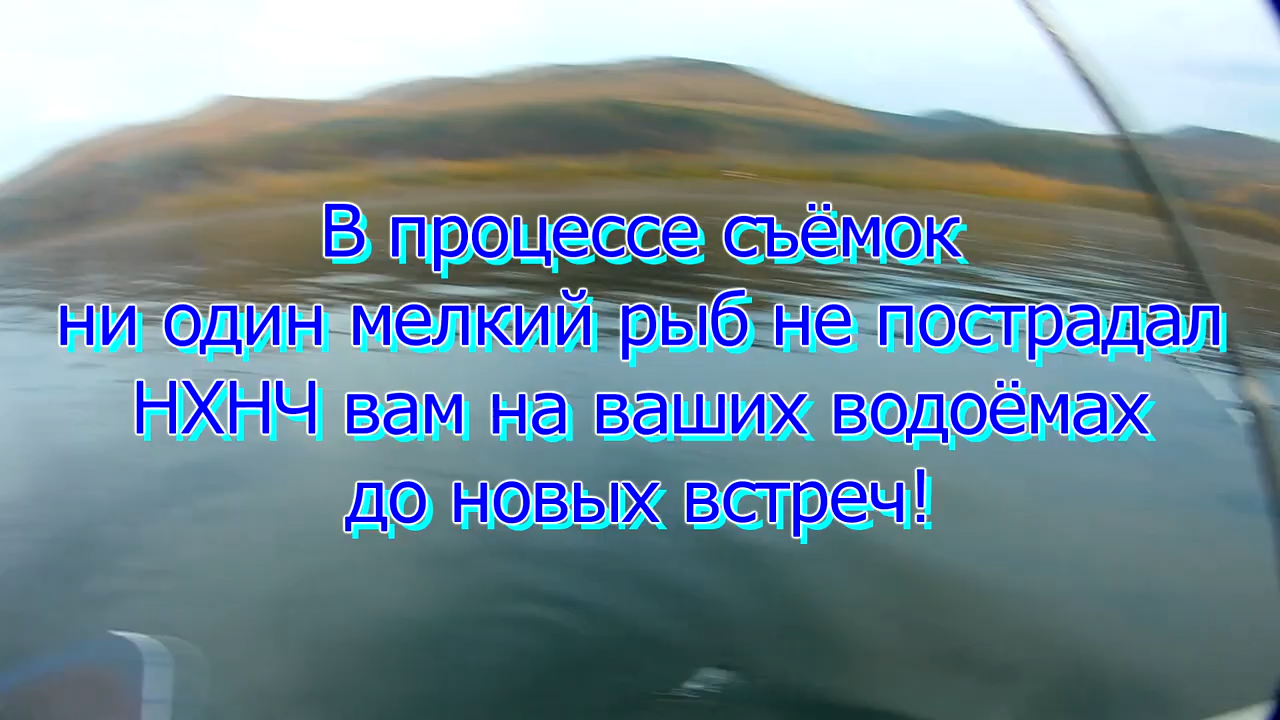 В процессе съёмок
ни один мелкий рыб не пострадал
НХНЧ вам на ваших водоёмах
до новых встреч!